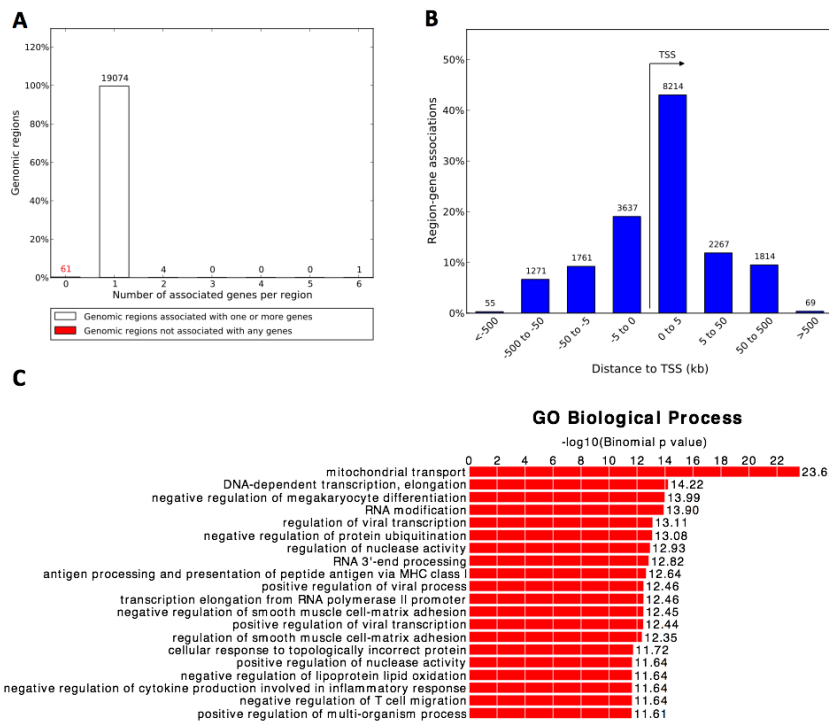 A
120%
100%
80%
60%
40%
20%
0%
Genomic regions
61
19074
4
0
0
0
1
0
1
2
3
4
5
6
Number of associated genes per region
Genomic regions associated with one or more genes
Genomic regions not associated with any genes
B
50%
40%
30%
20%
10%
0%
Region-gene associations
TSS
55
1271
1761
3637
8214
2267
1814
69
<-500
-500 to -50
-50 to -5
-5 to 0
0 to 5
5 to 50
50 to 500
>500
Distance to TSS (kb)
C
GO Biological Process
-log10(Binomial p value)
0 2 4 6 8 10 12 14 16 18 20 22
mitochondrial transport 23.6
DNA-dependent transcription, elongation 14.22
negative regulation of megakaryocyte differentiation 13.99
RNA modification 13.90
regulation of viral transcription 13.11
negative regulation of protein ubiquitination 13.08
regulation of nuclease activity 12.93
RNA 3'-end processing 12.82
antigen processing and presentation of peptide antigen via MHC class I 12.64
positive regulation of viral process 12.46
transcription elongation from RNA polymerase II promoter 12.46
negative regulation of smooth muscle cell-matrix adhesion 12.45
positive regulation of viral transcription 12.44
regulation of smooth muscle cell-matrix adhesion 12.35
cellular response to topologically incorrect protein 11.72
positive regulation of nuclease activity 11.64
negative regulation of lipoprotein lipid oxidation 11.64
negative regulation of cytokine production involved in inflammatory response 11.64
negative regulation of T cell migration 11.64
positive regulation of multi-organism process 11.61